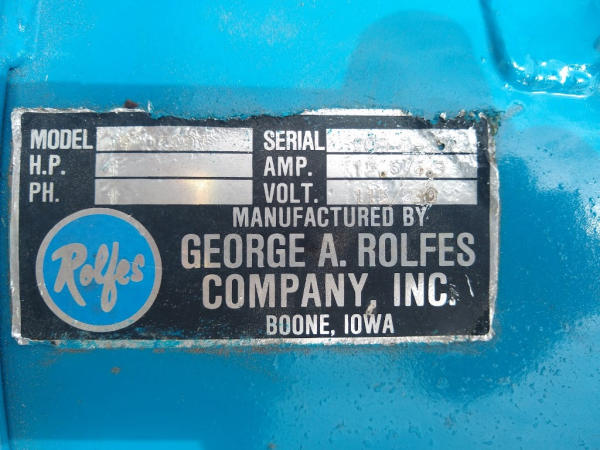 MODEL SERIAL
H.P. AMP.
PH. VOLT.
MANUFACTURED BY
Rolfes
GEORGE A. ROLFES
COMPANY, INC.
BOONE, IOWA